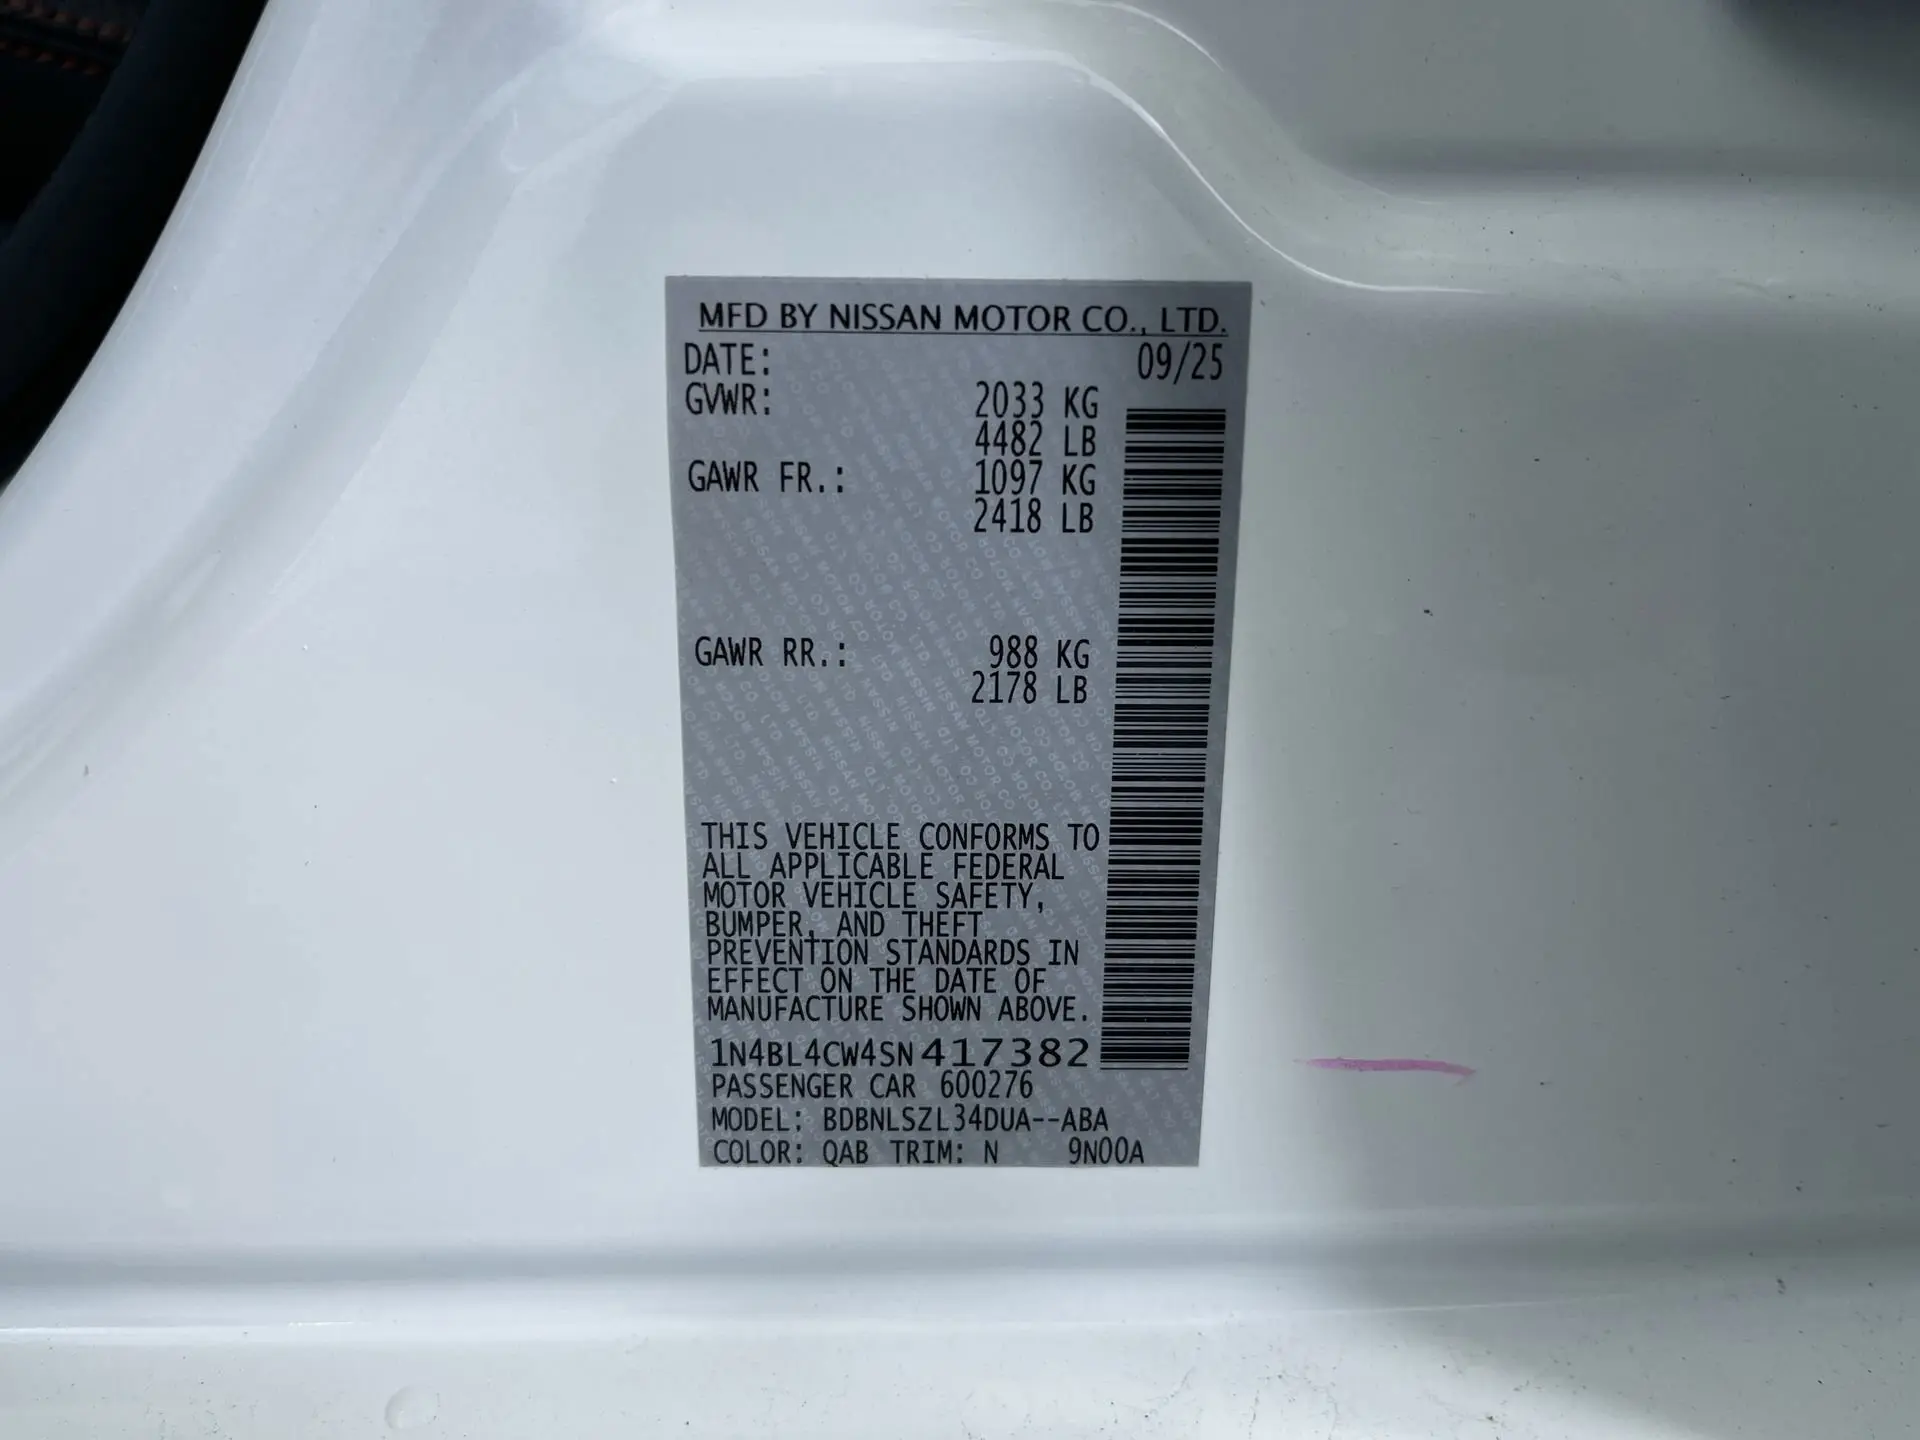 MFD BY NISSAN MOTOR CO., LTD.
DATE: 09/25
GVWR: 2033 KG
4482 LB
GAWR FR.: 1097 KG
2418 LB
GAWR RR.: 988 KG
2178 LB
THIS VEHICLE CONFORMS TO
ALL APPLICABLE FEDERAL
MOTOR VEHICLE SAFETY,
BUMPER, AND THEFT
PREVENTION STANDARDS IN
EFFECT ON THE DATE OF
MANUFACTURE SHOWN ABOVE.
1N4BL4CW4SN417382
PASSENGER CAR 600276
MODEL: BDBNLSZL34DUA--ABA
COLOR: QAB TRIM: N 9N00A